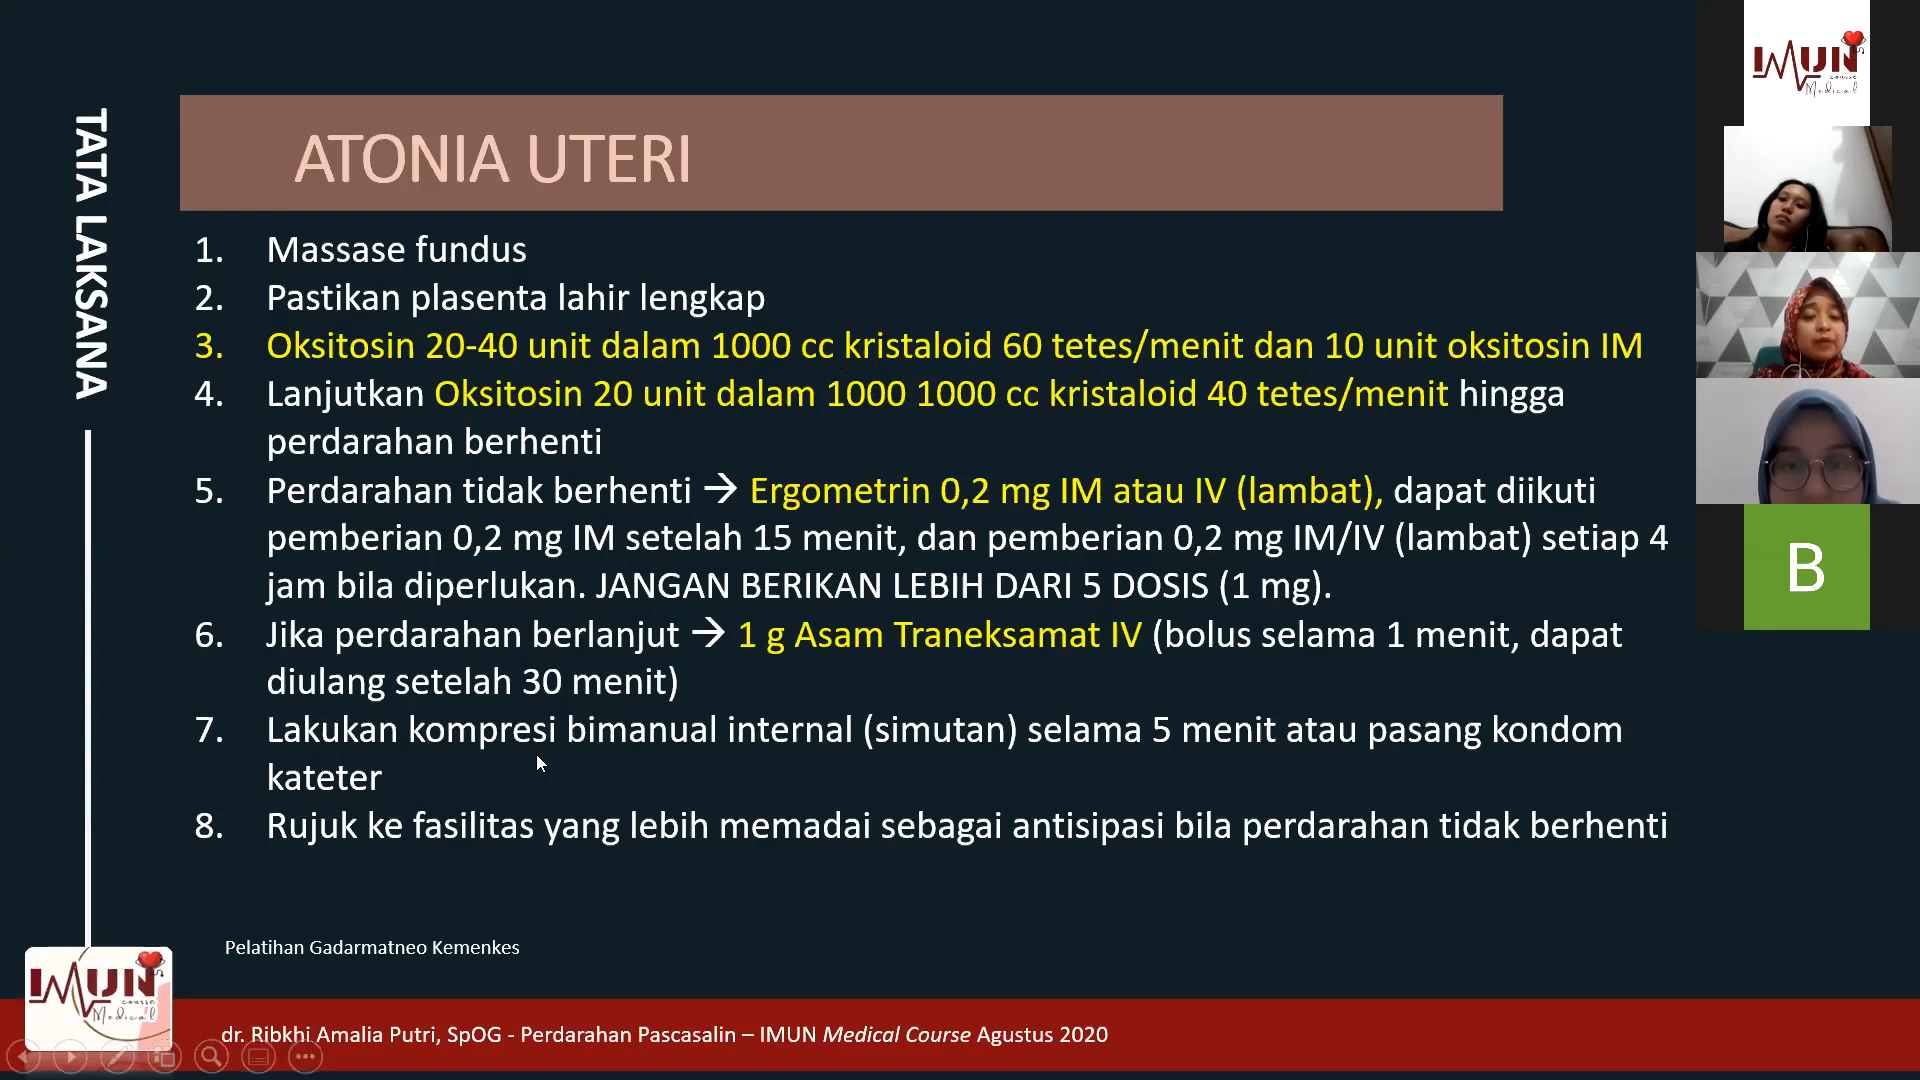 TATA LAKSANA
ATONIA UTERI
1. Massase fundus
2. Pastikan plasenta lahir lengkap
3. Oksitosin 20-40 unit dalam 1000 cc kristaloid 60 tetes/menit dan 10 unit oksitosin IM
4. Lanjutkan Oksitosin 20 unit dalam 1000 1000 cc kristaloid 40 tetes/menit hingga
perdarahan berhenti
5. Perdarahan tidak berhenti → Ergometrin 0,2 mg IM atau IV (lambat), dapat diikuti
pemberian 0,2 mg IM setelah 15 menit, dan pemberian 0,2 mg IM/IV (lambat) setiap 4
jam bila diperlukan. JANGAN BERIKAN LEBIH DARI 5 DOSIS (1 mg).
6. Jika perdarahan berlanjut → 1 g Asam Traneksamat IV (bolus selama 1 menit, dapat
diulang setelah 30 menit)
7. Lakukan kompresi bimanual internal (simutan) selama 5 menit atau pasang kondom
kateter
8. Rujuk ke fasilitas yang lebih memadai sebagai antisipasi bila perdarahan tidak berhenti
Pelatihan Gadarmatneo Kemenkes
IMUN
course
Medical
dr. Ribkhi Amalia Putri, SpOG - Perdarahan Pascasalin – IMUN Medical Course Agustus 2020
IMUN
course
Medical
B